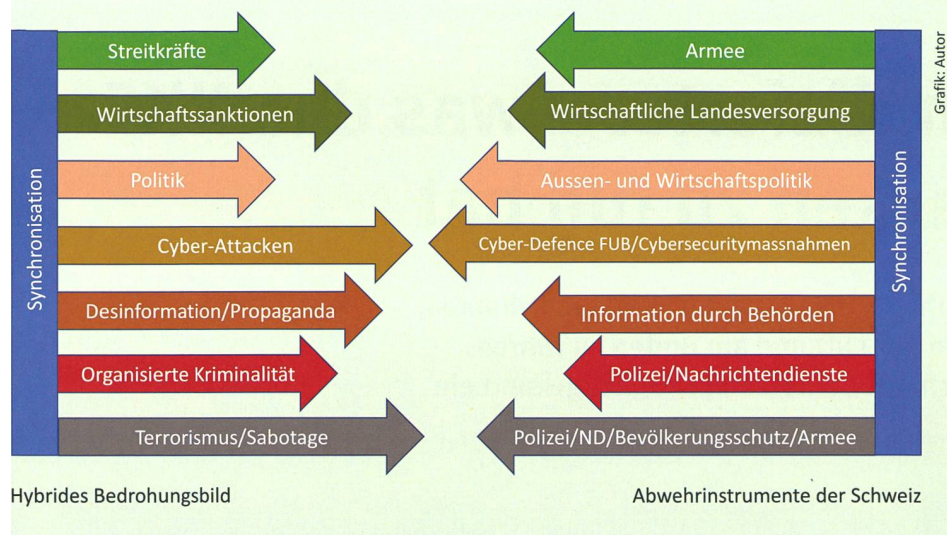 Streitkräfte
Armee
Grafik: Autor
Wirtschaftssanktionen
Wirtschaftliche Landesversorgung
Synchronisation
Politik
Aussen- und Wirtschaftspolitik
Synchronisation
Cyber-Attacken
Cyber-Defence FUB/Cybersecuritymassnahmen
Desinformation/Propaganda
Information durch Behörden
Organisierte Kriminalität
Polizei/Nachrichtendienste
Terrorismus/Sabotage
Polizei/ND/Bevölkerungsschutz/Armee
Hybrides Bedrohungsbild
Abwehrinstrumente der Schweiz